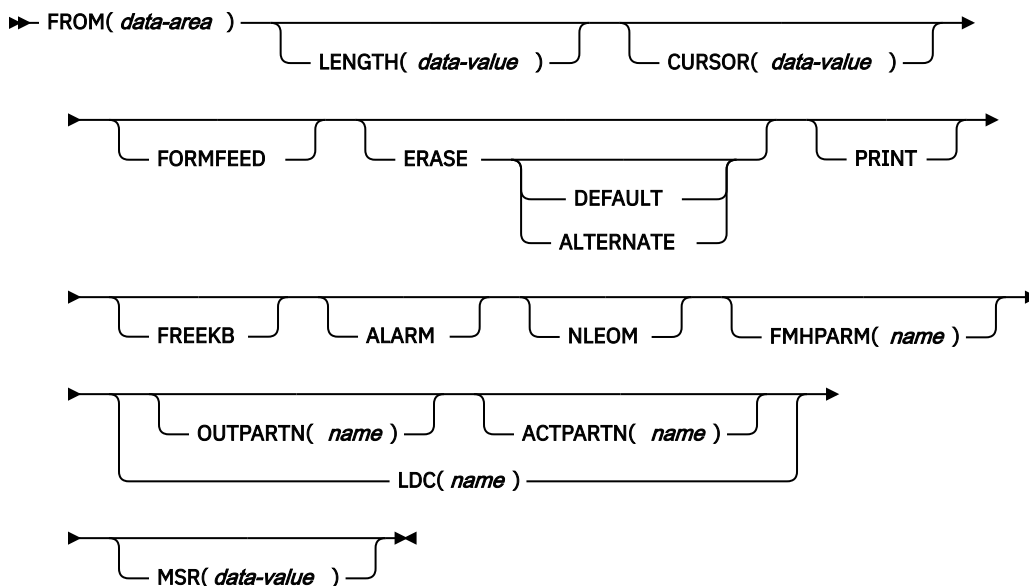 FROM( data-area )
LENGTH( data-value ) CURSOR( data-value )
FORMFEED ERASE PRINT
DEFAULT
ALTERNATE
FREEKB ALARM NLEOM FMHPARM( name )
OUTPARTN( name ) ACTPARTN( name )
LDC( name )
MSR( data-value )